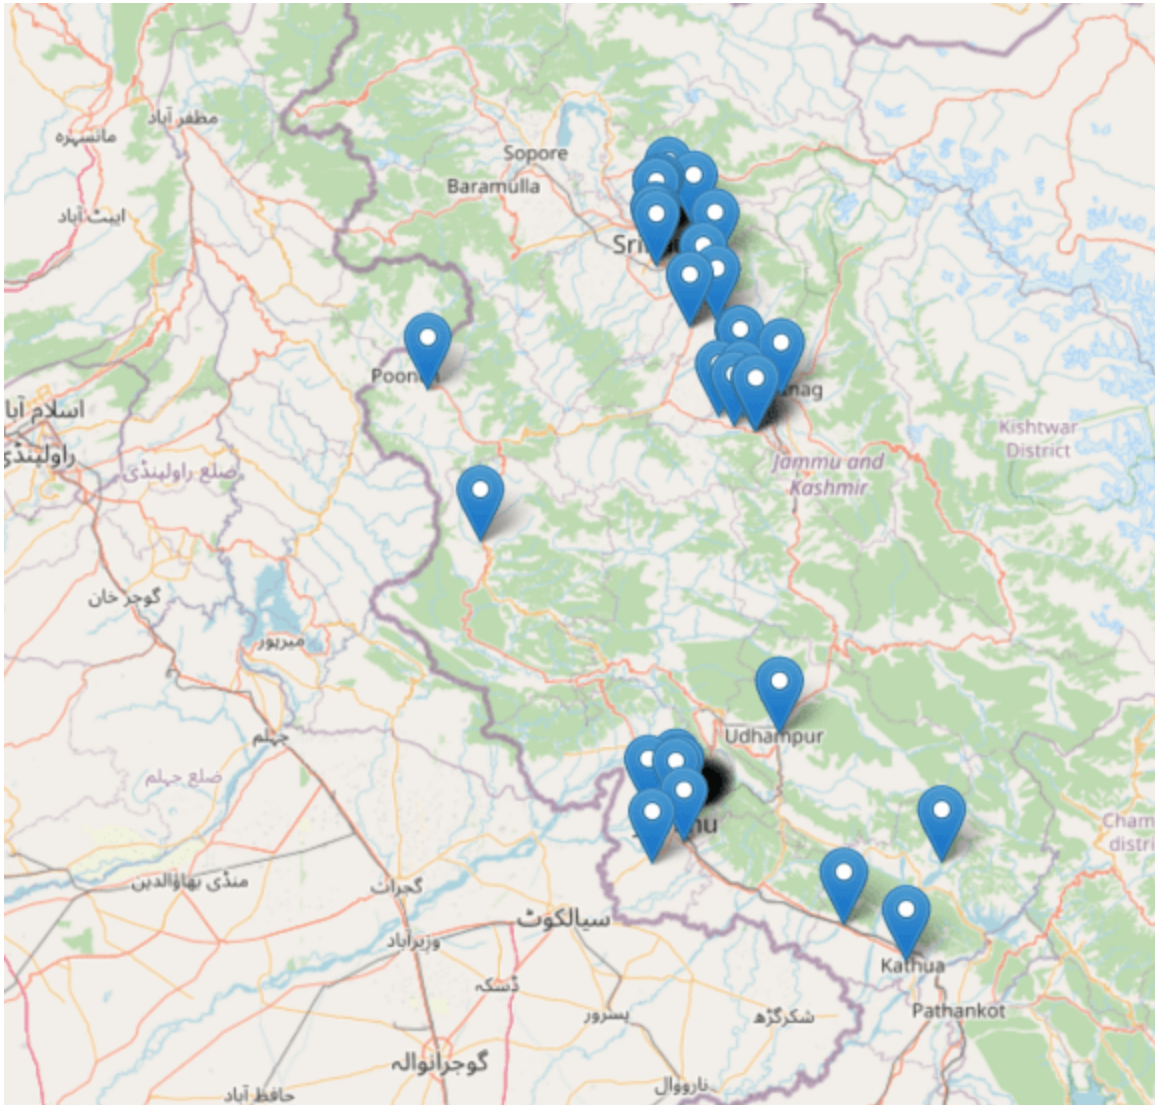 مظفر آباد
مانسہرہ
Sopore
Baramulla
ایبٹ آباد
اسلام آبا
راولپنڈی
ضلع راولپنڈی
Kishtwar
District
Jammu and
Kashmir
گوجر خان
میرپور
جہلم
Udhampur
ضلع جہلم
Cham
distri
منڈی بہاؤالدین
گجرات
سیالکوٹ
وزیرآباد
Kathua
ڈسکہ
Pathankot
پسرور
شکرگڑھ
گوجرانوالہ
نارووال
حافظ آباد